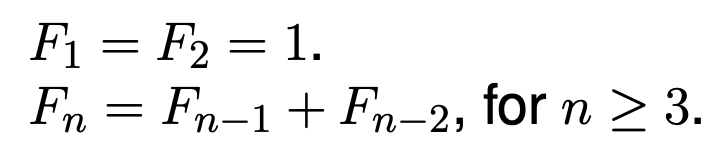 F₁ = F₂ = 1.
Fₙ = Fₙ₋₁ + Fₙ₋₂, for n ≥ 3.